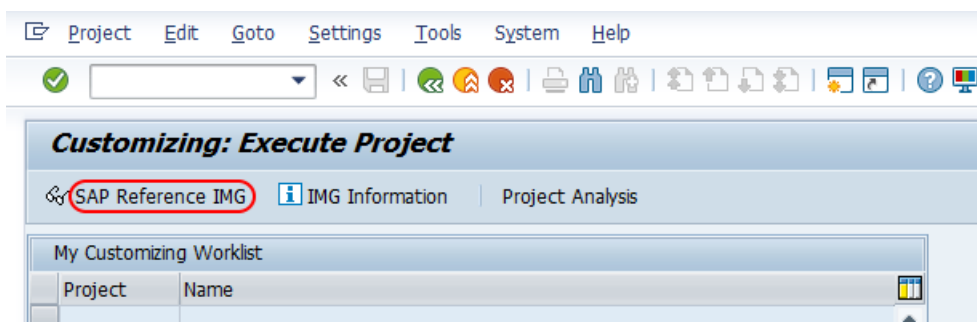 Project Edit Goto Settings Tools System Help
Customizing: Execute Project
SAP Reference IMG IMG Information Project Analysis
My Customizing Worklist
Project Name